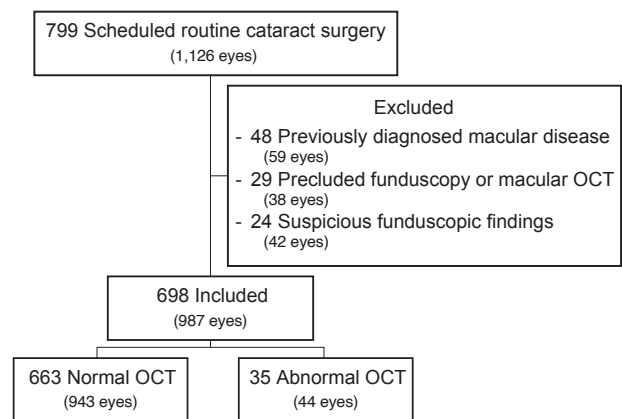 799 Scheduled routine cataract surgery
(1,126 eyes)
Excluded
- 48 Previously diagnosed macular disease
(59 eyes)
- 29 Precluded funduscopy or macular OCT
(38 eyes)
- 24 Suspicious funduscopic findings
(42 eyes)
698 Included
(987 eyes)
663 Normal OCT
(943 eyes)
35 Abnormal OCT
(44 eyes)